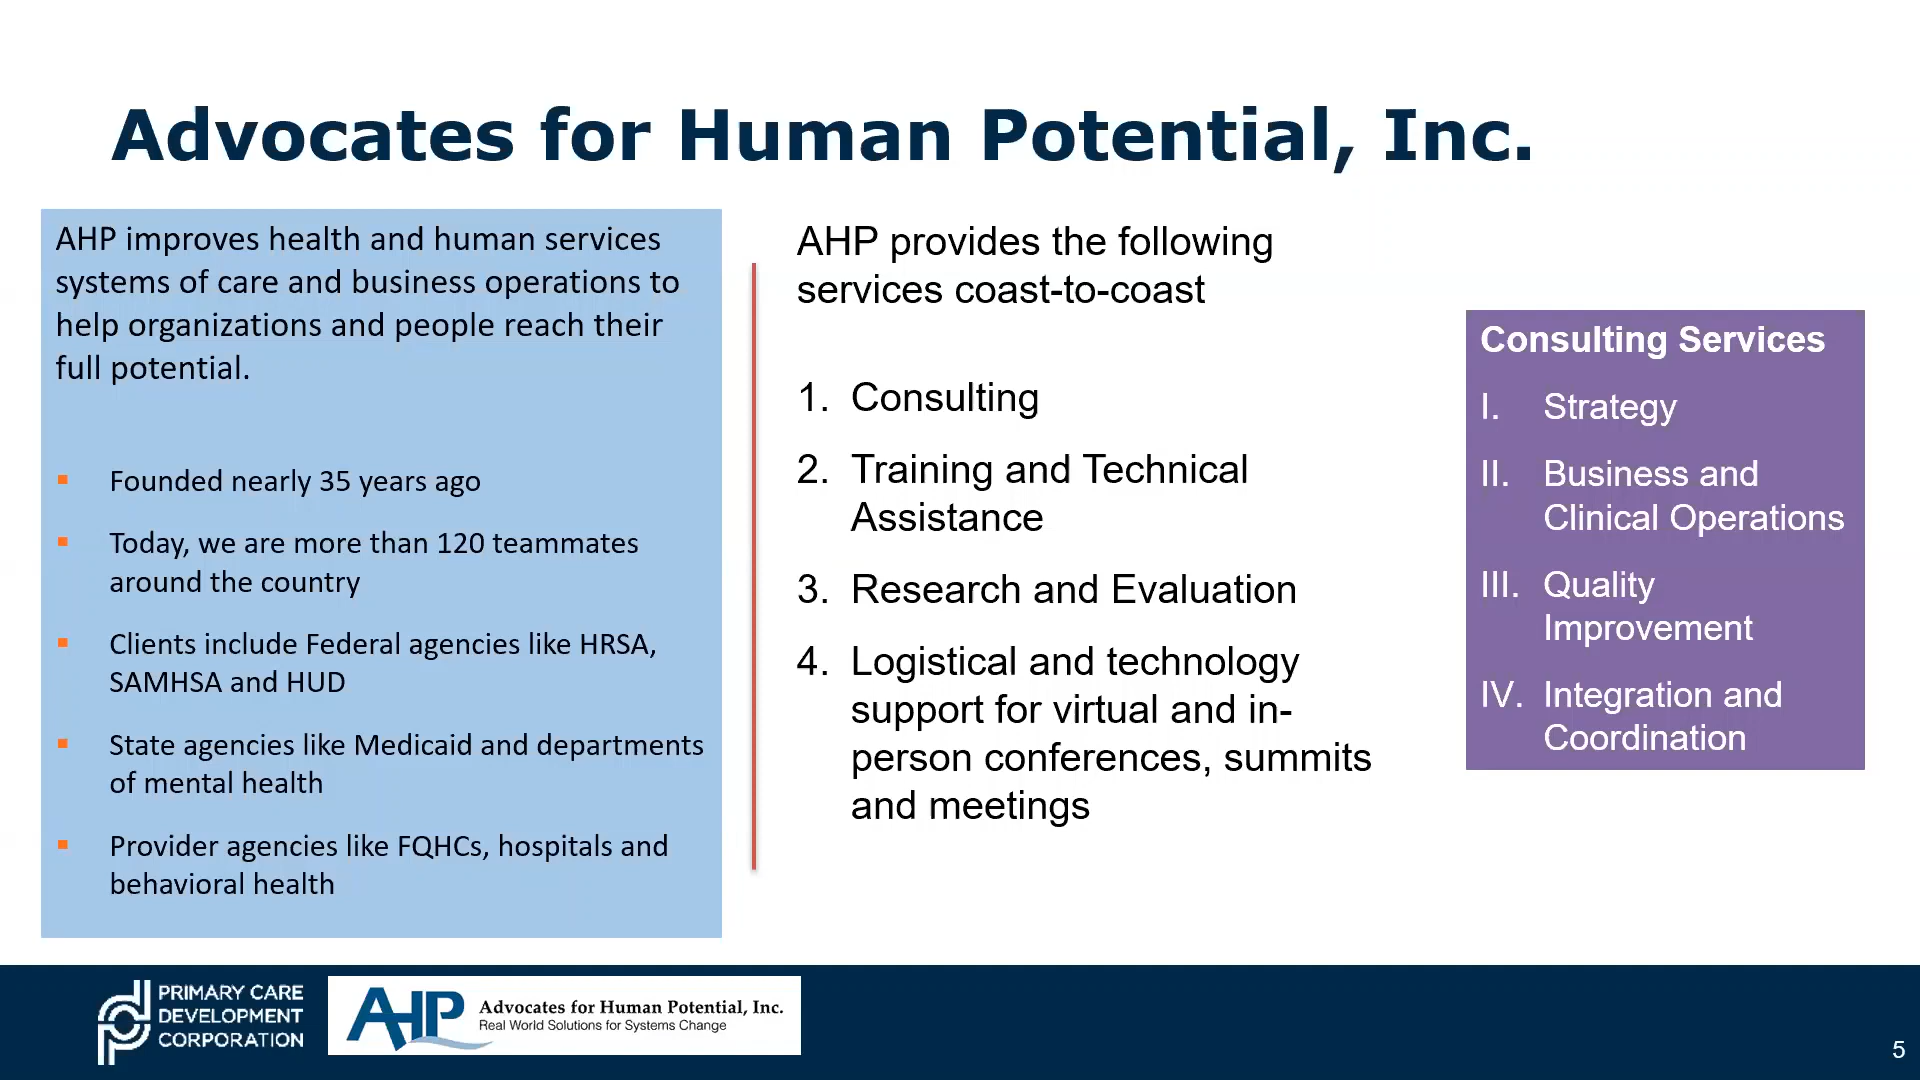 Advocates for Human Potential, Inc.
AHP improves health and human services
systems of care and business operations to
help organizations and people reach their
full potential.
▪ Founded nearly 35 years ago
▪ Today, we are more than 120 teammates
around the country
▪ Clients include Federal agencies like HRSA,
SAMHSA and HUD
▪ State agencies like Medicaid and departments
of mental health
▪ Provider agencies like FQHCs, hospitals and
behavioral health
AHP provides the following
services coast-to-coast
1. Consulting
2. Training and Technical
Assistance
3. Research and Evaluation
4. Logistical and technology
support for virtual and in-
person conferences, summits
and meetings
Consulting Services
I. Strategy
II. Business and
Clinical Operations
III. Quality
Improvement
IV. Integration and
Coordination
PRIMARY CARE
DEVELOPMENT
CORPORATION
AHP
Advocates for Human Potential, Inc.
Real World Solutions for Systems Change
5